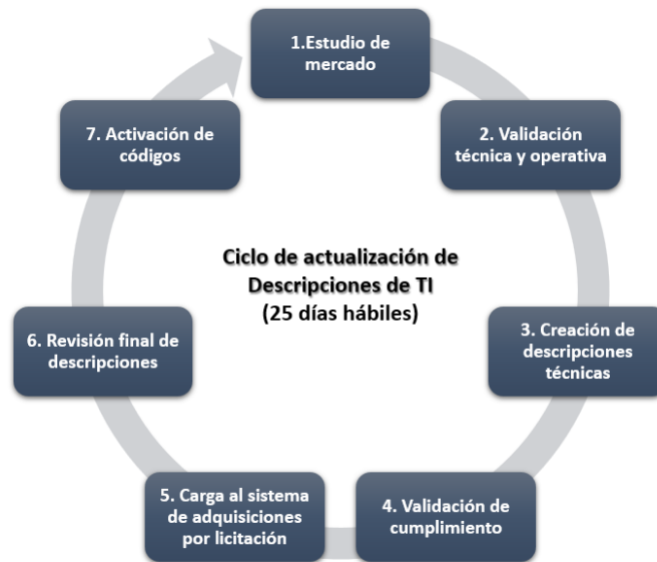 1.Estudio de
mercado
2. Validación
técnica y operativa
3. Creación de
descripciones
técnicas
4. Validación de
cumplimiento
5. Carga al sistema
de adquisiciones
por licitación
6. Revisión final de
descripciones
7. Activación de
códigos
Ciclo de actualización de
Descripciones de TI
(25 días hábiles)